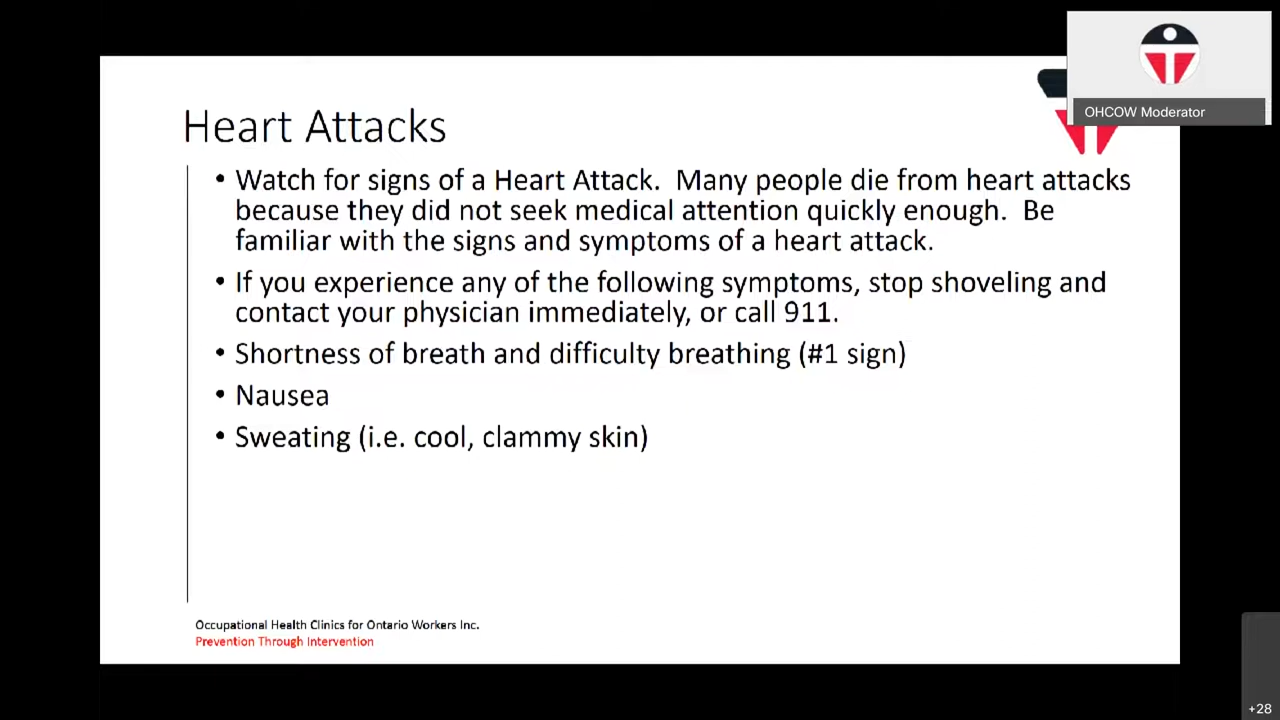 OHCOW Moderator
Heart Attacks
• Watch for signs of a Heart Attack.  Many people die from heart attacks
because they did not seek medical attention quickly enough.  Be
familiar with the signs and symptoms of a heart attack.
• If you experience any of the following symptoms, stop shoveling and
contact your physician immediately, or call 911.
• Shortness of breath and difficulty breathing (#1 sign)
• Nausea
• Sweating (i.e. cool, clammy skin)
Occupational Health Clinics for Ontario Workers Inc.
Prevention Through Intervention
+28